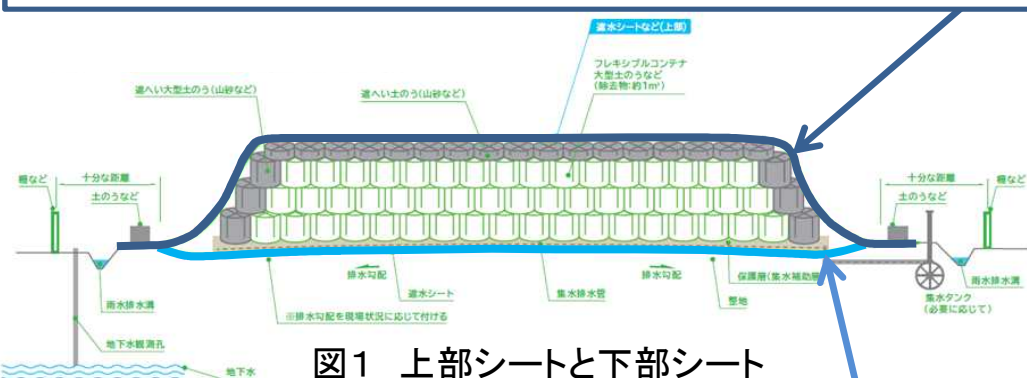 遮水シートなど(上部)
フレキシブルコンテナ
大型土のうなど
(除去物:約1m³)
遮へい大型土のう(山砂など)
遮へい土のう(山砂など)
柵など
十分な距離
土のうなど
十分な距離
土のうなど
柵など
排水勾配
排水勾配
保護層(集水補助層)
雨水排水溝
遮水シート
集水排水管
整地
集水タンク
(必要に応じて)
雨水排水溝
※排水勾配を現場状況に応じて付ける
地下水観測孔
地下水
図1 上部シートと下部シート